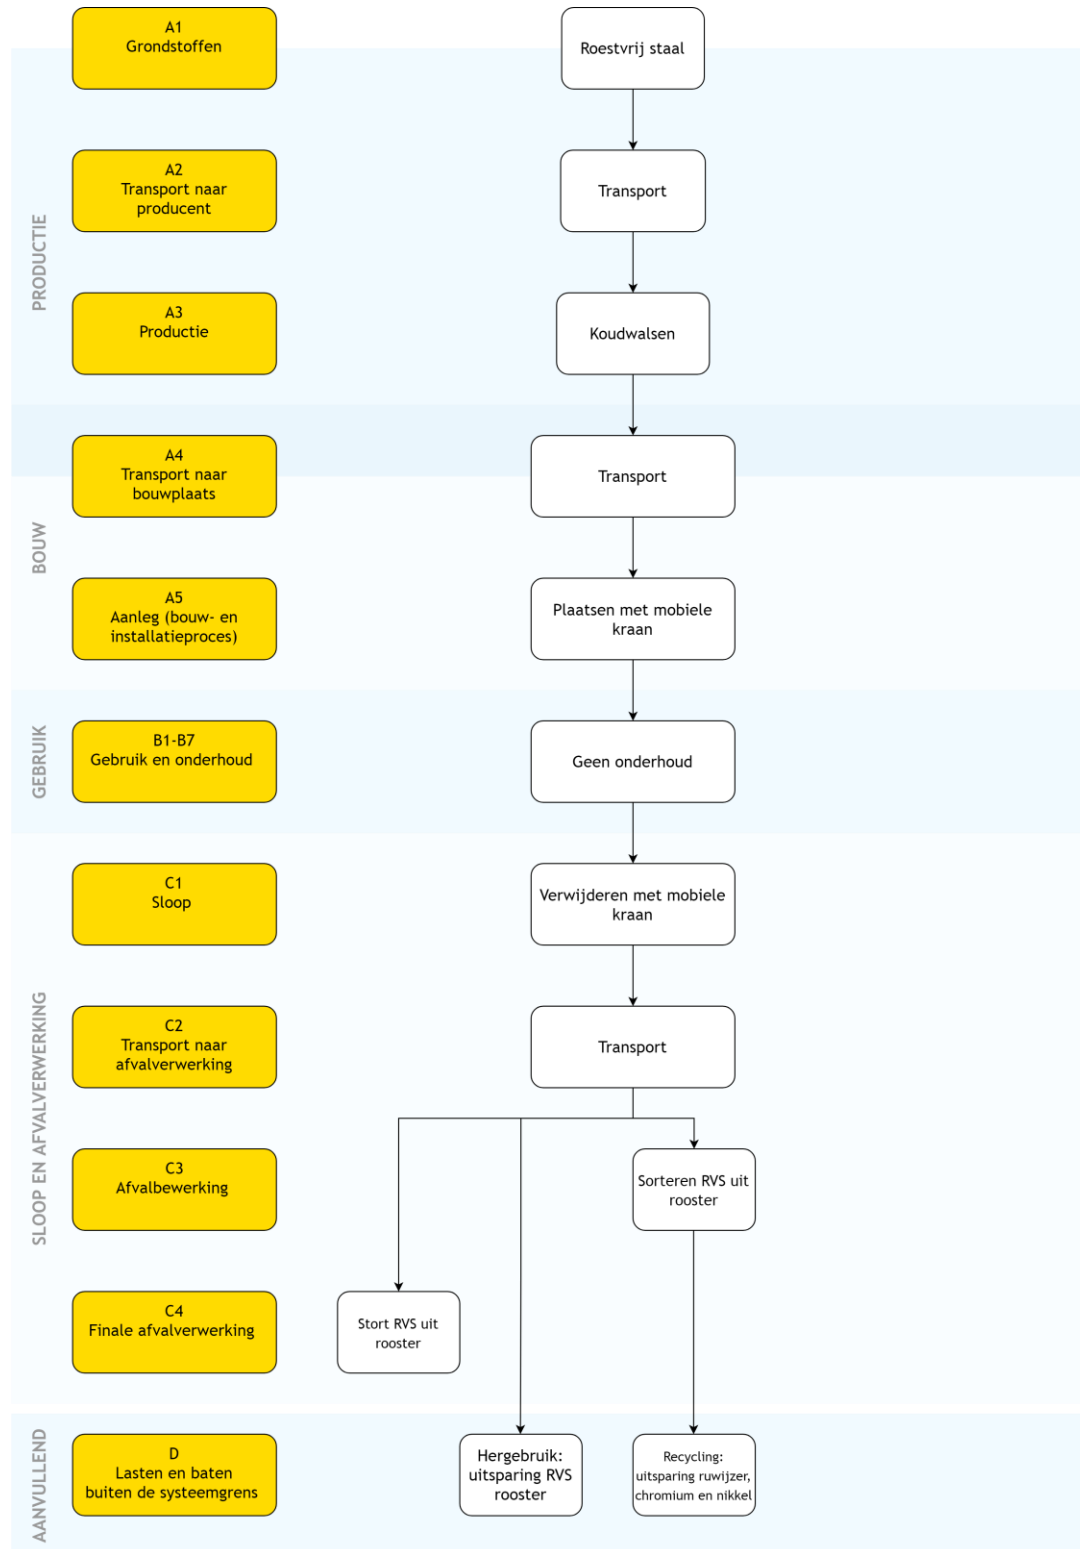 A1
Grondstoffen
Roestvrij staal
PRODUCTIE
A2
Transport naar
producent
Transport
A3
Productie
Koudwalsen
BOUW
A4
Transport naar
bouwplaats
Transport
A5
Aanleg (bouw- en
installatieproces)
Plaatsen met mobiele
kraan
GEBRUIK
B1-B7
Gebruik en onderhoud
Geen onderhoud
SLOOP EN AFVALVERWERKING
C1
Sloop
Verwijderen met mobiele
kraan
C2
Transport naar
afvalverwerking
Transport
C3
Afvalbewerking
Sorteren RVS uit
rooster
C4
Finale afvalverwerking
Stort RVS uit
rooster
AANVULLEND
D
Lasten en baten
buiten de systeemgrens
Hergebruik:
uitsparing RVS
rooster
Recycling:
uitsparing ruwijzer,
chromium en nikkel